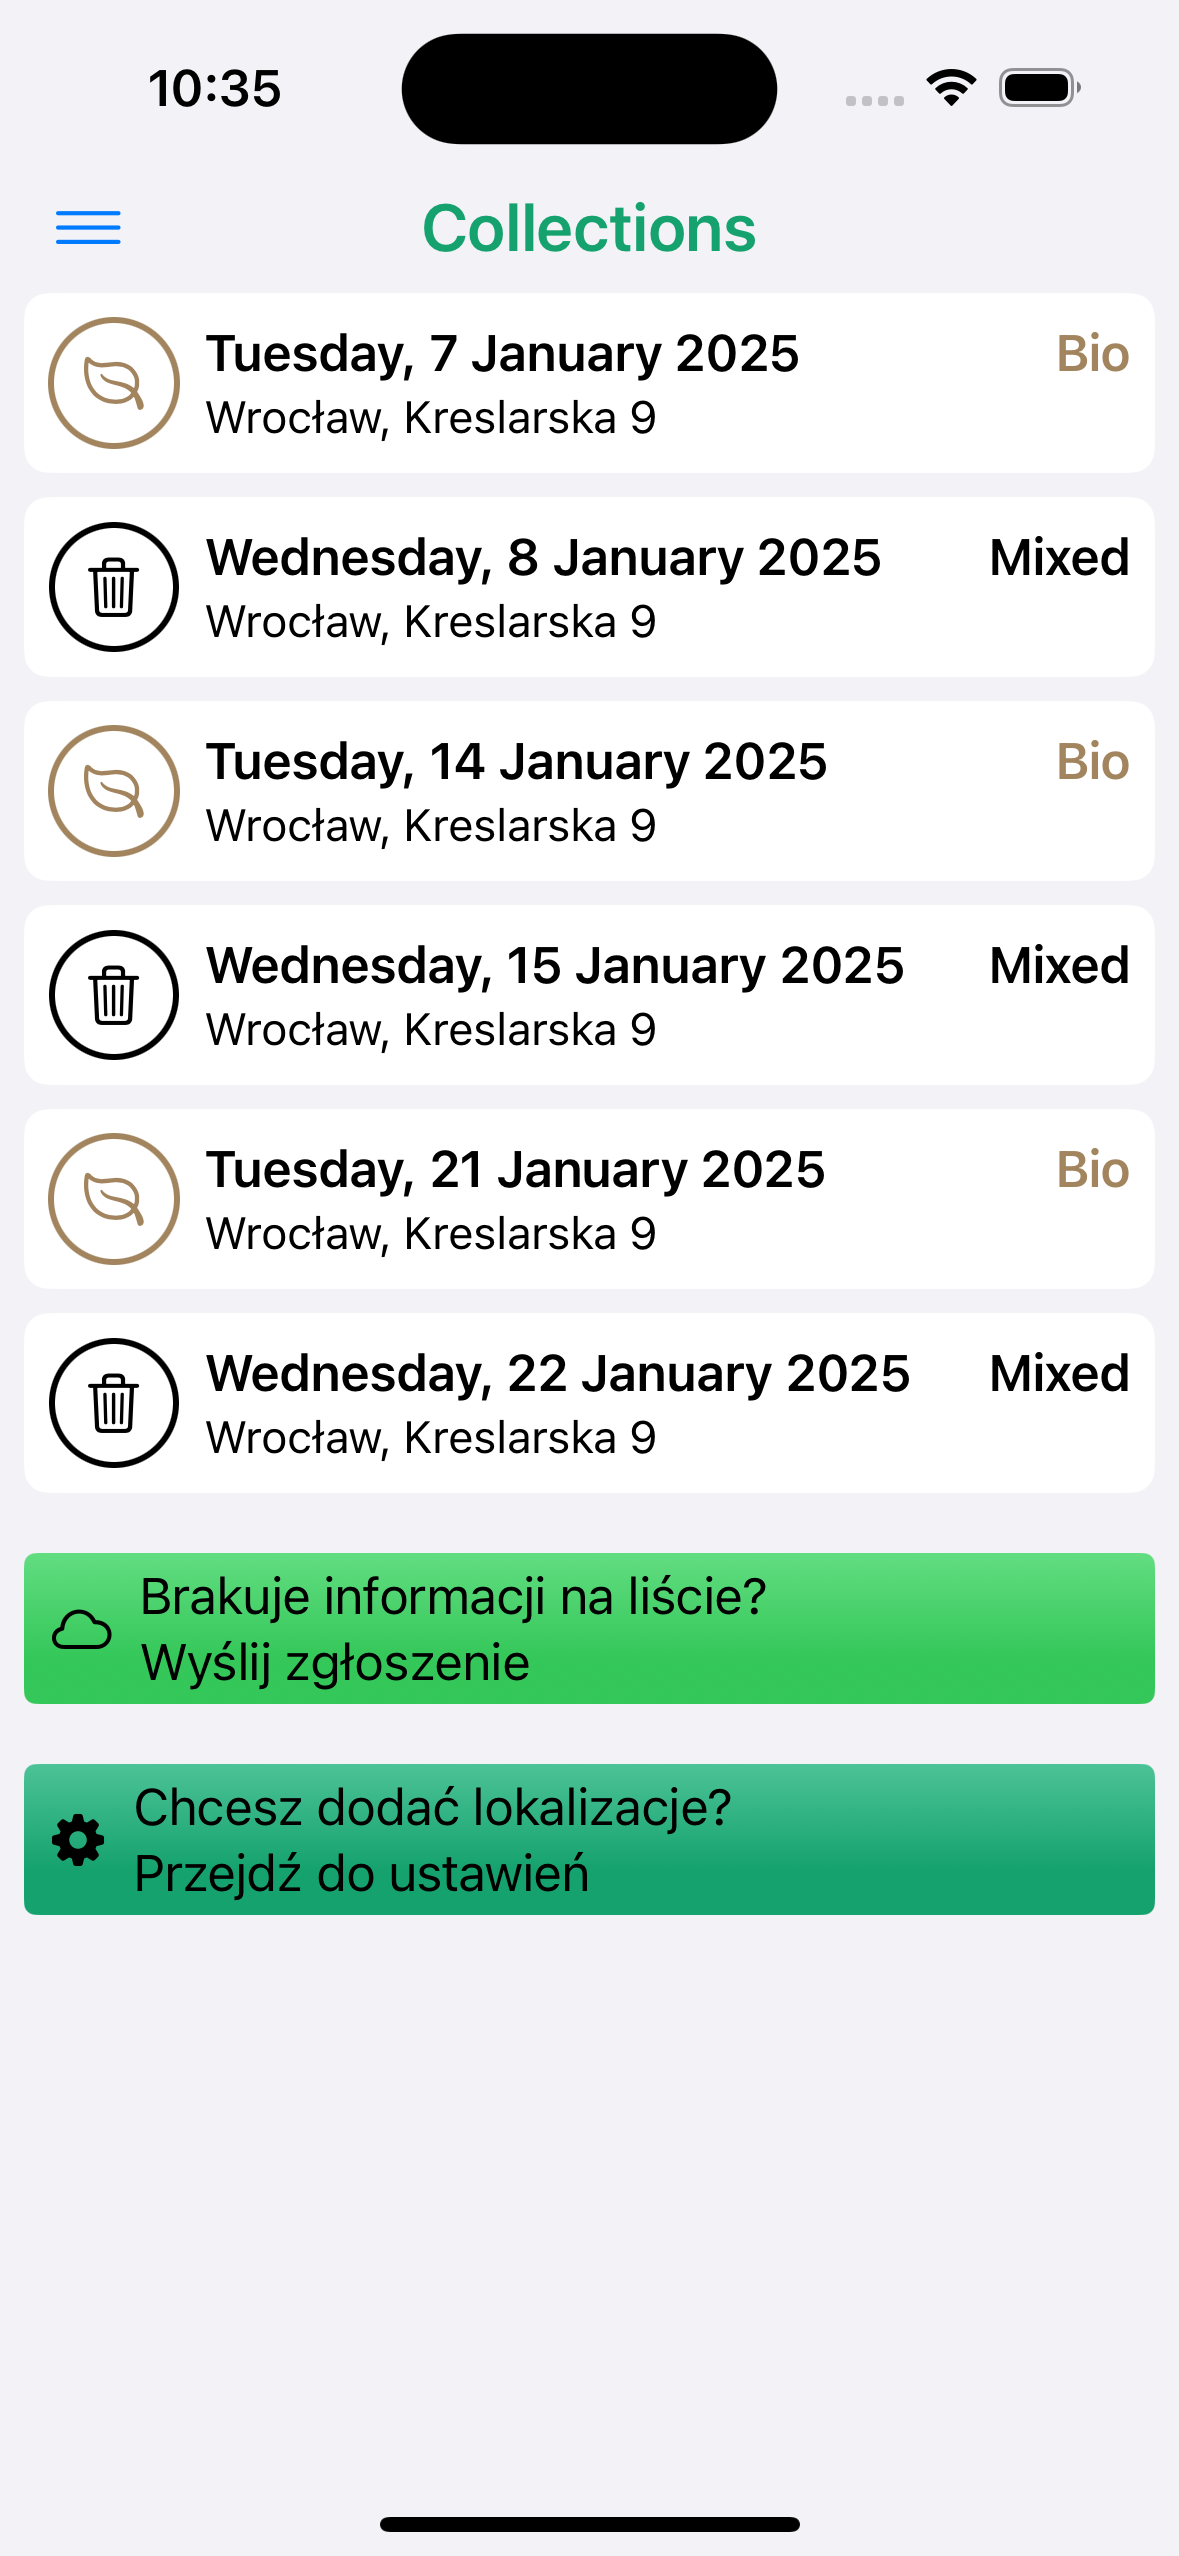 10:35
Collections
Tuesday, 7 January 2025
Bio
Wrocław, Kreslarska 9
Wednesday, 8 January 2025
Mixed
Wrocław, Kreslarska 9
Tuesday, 14 January 2025
Bio
Wrocław, Kreslarska 9
Wednesday, 15 January 2025
Mixed
Wrocław, Kreslarska 9
Tuesday, 21 January 2025
Bio
Wrocław, Kreslarska 9
Wednesday, 22 January 2025
Mixed
Wrocław, Kreslarska 9
Brakuje informacji na liście?
Wyślij zgłoszenie
Chcesz dodać lokalizacje?
Przejdź do ustawień